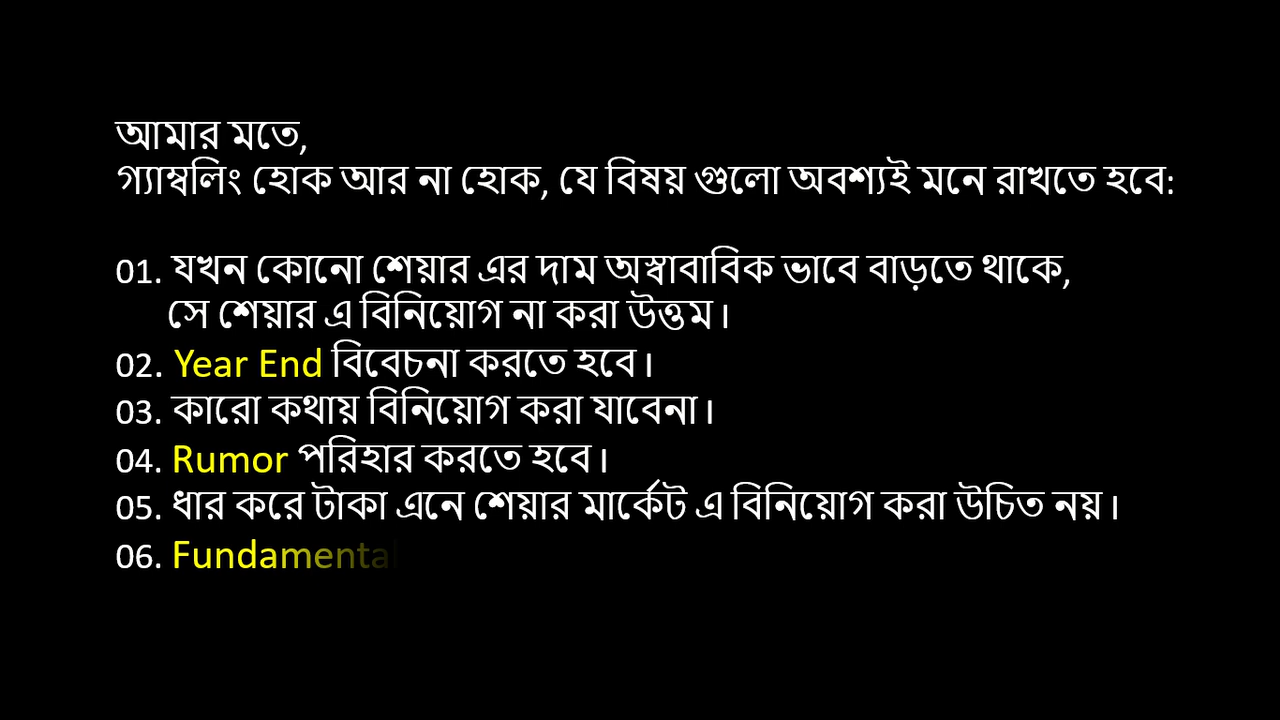 আমার মতে,
গ্যাম্বলিং হোক আর না হোক, যে বিষয় গুলো অবশ্যই মনে রাখতে হবে:
01. যখন কোনো শেয়ার এর দাম অস্বাবাবিক ভাবে বাড়তে থাকে,
সে শেয়ার এ বিনিয়োগ না করা উত্তম।
02. Year End বিবেচনা করতে হবে।
03. কারো কথায় বিনিয়োগ করা যাবেনা।
04. Rumor পরিহার করতে হবে।
05. ধার করে টাকা এনে শেয়ার মার্কেট এ বিনিয়োগ করা উচিত নয়।
06. Fundamental